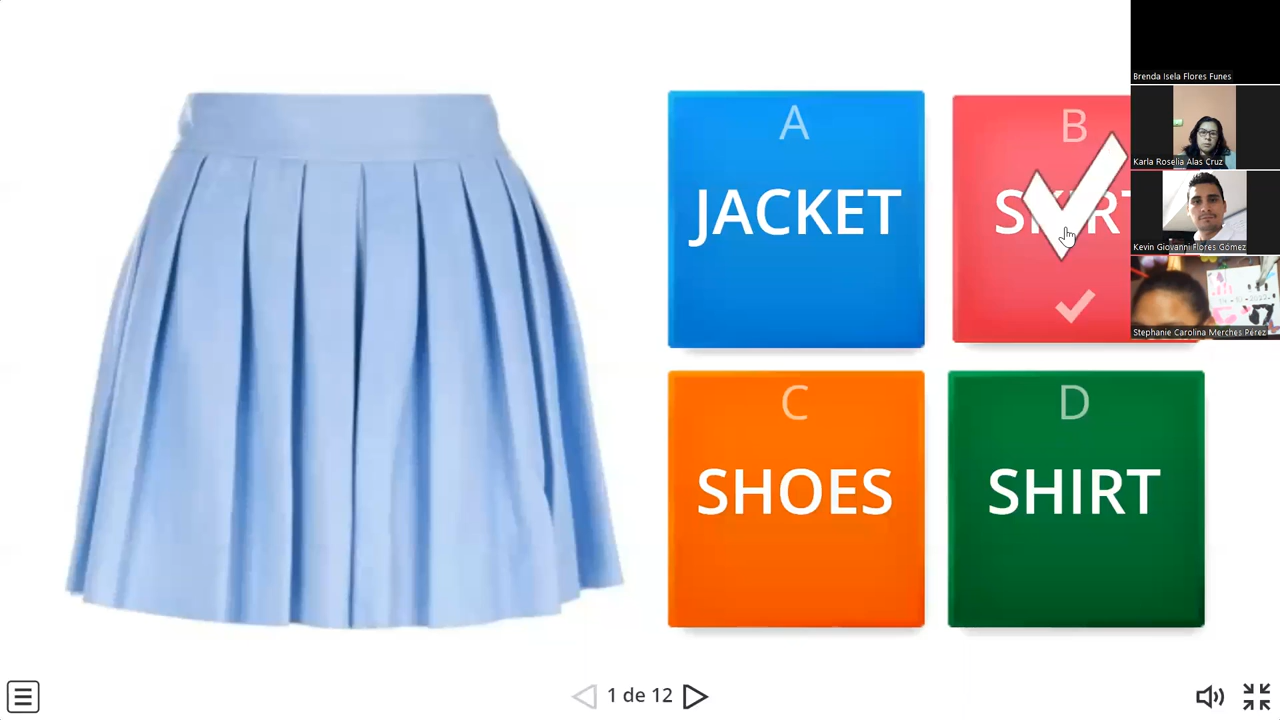 A
JACKET
B
SKIRT
C
SHOES
D
SHIRT
Brenda Isela Flores Funes
Karla Roselia Alas Cruz
Kevin Giovanni Flores Gómez
Stephanie Carolina Merches Pérez
1 de 12